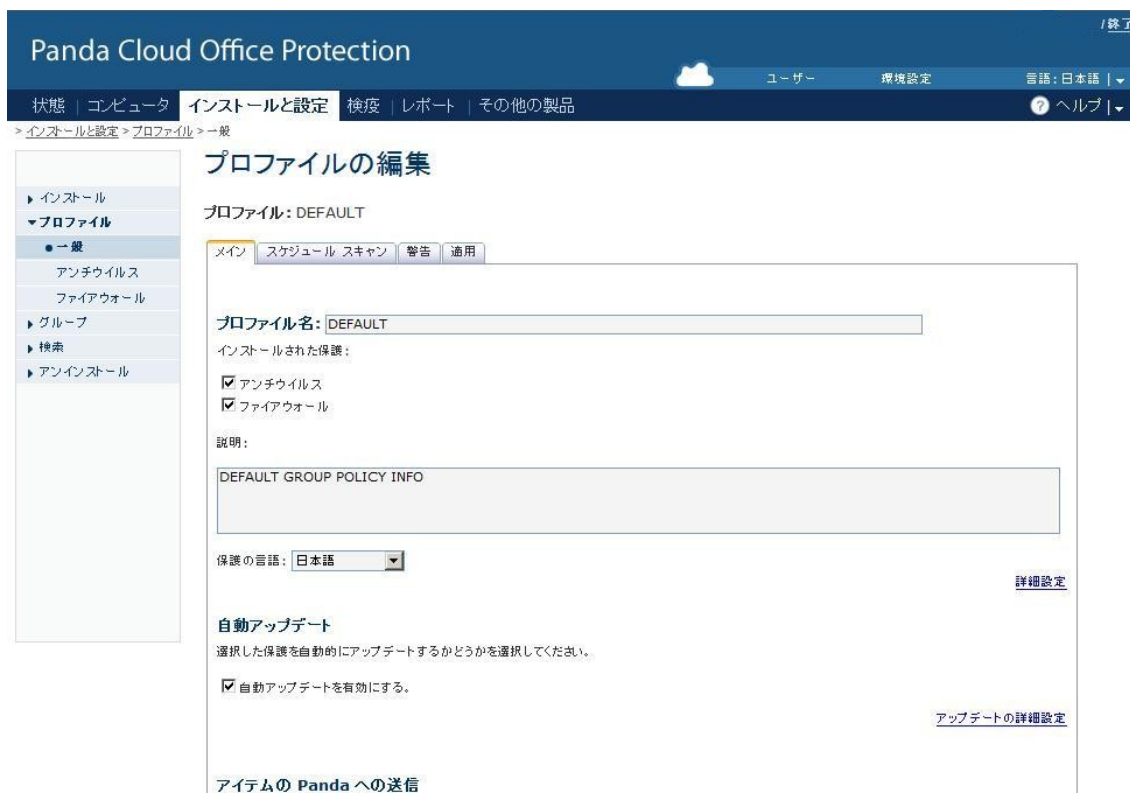 /終了
Panda Cloud Office Protection
ユーザー 環境設定 言語:日本語 |
状態 | コンピュータ インストールと設定 検疫 | レポート | その他の製品 ? ヘルプ |
> インストールと設定 > プロファイル > 一般
プロファイルの編集
インストール
プロファイル
一般
アンチウイルス
ファイアウォール
グループ
検索
アンインストール
プロファイル: DEFAULT
メイン スケジュール スキャン 警告 適用
プロファイル名: DEFAULT
インストールされた保護:
アンチウイルス
ファイアウォール
説明:
DEFAULT GROUP POLICY INFO
保護の言語: 日本語
詳細設定
自動アップデート
選択した保護を自動的にアップデートするかどうかを選択してください。
自動アップデートを有効にする。
アップデートの詳細設定
アイテムの Panda への送信